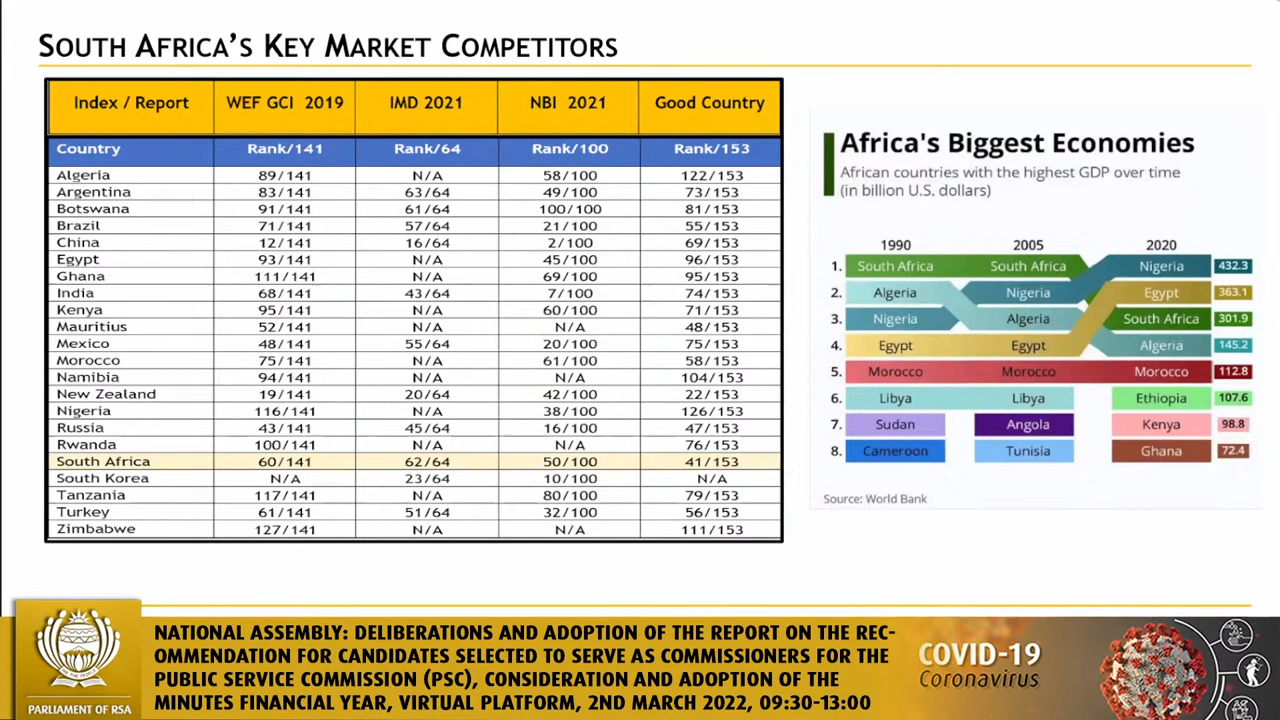 SOUTH AFRICA'S KEY MARKET COMPETITORS
Index / Report WEF GCI 2019 IMD 2021 NBI 2021 Good Country
Country Rank/141 Rank/64 Rank/100 Rank/153
Algeria 89/141 N/A 58/100 122/153
Argentina 83/141 63/64 49/100 73/153
Botswana 91/141 61/64 100/100 81/153
Brazil 71/141 57/64 21/100 55/153
China 12/141 16/64 2/100 69/153
Egypt 93/141 N/A 45/100 96/153
Ghana 111/141 N/A 69/100 95/153
India 68/141 43/64 7/100 74/153
Kenya 95/141 N/A 60/100 71/153
Mauritius 52/141 N/A N/A 48/153
Mexico 48/141 55/64 20/100 75/153
Morocco 75/141 N/A 61/100 58/153
Namibia 94/141 N/A N/A 104/153
New Zealand 19/141 20/64 42/100 22/153
Nigeria 116/141 N/A 38/100 126/153
Russia 43/141 45/64 16/100 47/153
Rwanda 100/141 N/A N/A 76/153
South Africa 60/141 62/64 50/100 41/153
South Korea N/A 23/64 10/100 N/A
Tanzania 117/141 N/A 80/100 79/153
Turkey 61/141 51/64 32/100 56/153
Zimbabwe 127/141 N/A N/A 111/153
Africa's Biggest Economies
African countries with the highest GDP over time
(in billion U.S. dollars)
1990 2005 2020
1. South Africa South Africa Nigeria 432.3
2. Algeria Nigeria Egypt 363.1
3. Nigeria Algeria South Africa 301.9
4. Egypt Egypt Algeria 145.2
5. Morocco Morocco Morocco 112.8
6. Libya Libya Ethiopia 107.6
7. Sudan Angola Kenya 98.8
8. Cameroon Tunisia Ghana 72.4
Source: World Bank
PARLIAMENT OF RSA
NATIONAL ASSEMBLY: DELIBERATIONS AND ADOPTION OF THE REPORT ON THE REC-
OMMENDATION FOR CANDIDATES SELECTED TO SERVE AS COMMISSIONERS FOR THE
PUBLIC SERVICE COMMISSION (PSC), CONSIDERATION AND ADOPTION OF THE
MINUTES FINANCIAL YEAR, VIRTUAL PLATFORM, 2ND MARCH 2022, 09:30-13:00
COVID-19
Coronavirus